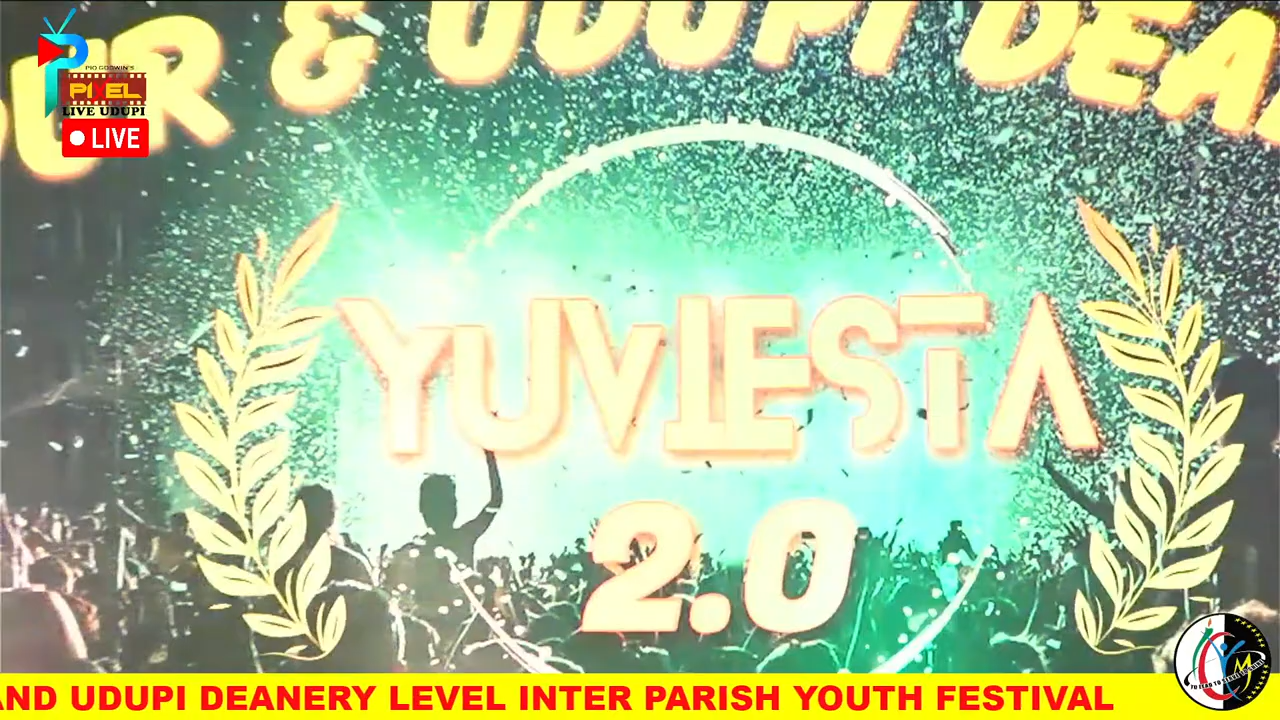 PUR & UDUPI DEA
PIO GODWIN'S
PIXEL
LIVE UDUPI
LIVE
YUVIESTA
2.0
AND UDUPI DEANERY LEVEL INTER PARISH YOUTH FESTIVAL